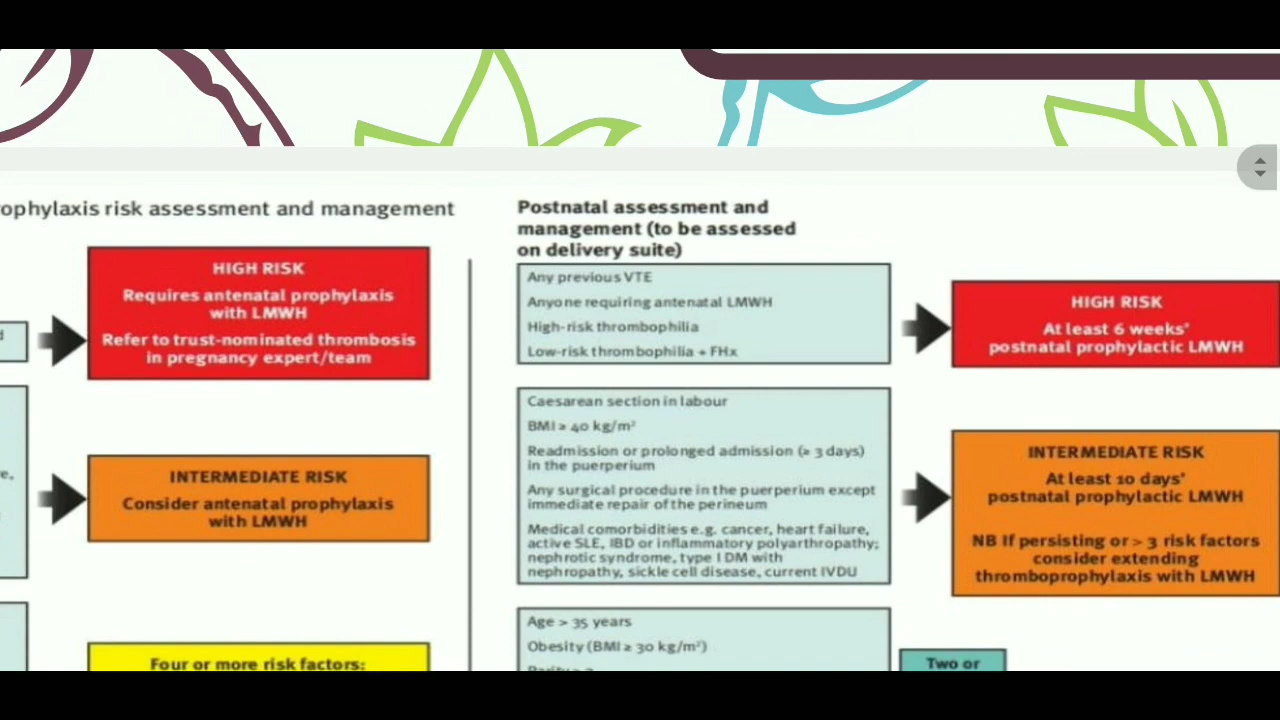 ophylaxis risk assessment and management
HIGH RISK
Requires antenatal prophylaxis
with LMWH
Refer to trust-nominated thrombosis
in pregnancy expert/team
INTERMEDIATE RISK
Consider antenatal prophylaxis
with LMWH
Four or more risk factors:
Postnatal assessment and
management (to be assessed
on delivery suite)
Any previous VTE
Anyone requiring antenatal LMWH
High-risk thrombophilia
Low-risk thrombophilia + FHx
HIGH RISK
At least 6 weeks'
postnatal prophylactic LMWH
Caesarean section in labour
BMI ≥ 40 kg/m²
Readmission or prolonged admission (≥ 3 days)
in the puerperium
Any surgical procedure in the puerperium except
immediate repair of the perineum
Medical comorbidities e.g. cancer, heart failure,
active SLE, IBD or inflammatory polyarthropathy;
nephrotic syndrome, type I DM with
nephropathy, sickle cell disease, current IVDU
INTERMEDIATE RISK
At least 10 days'
postnatal prophylactic LMWH
NB If persisting or > 3 risk factors
consider extending
thromboprophylaxis with LMWH
Age > 35 years
Obesity (BMI ≥ 30 kg/m²)
Two or